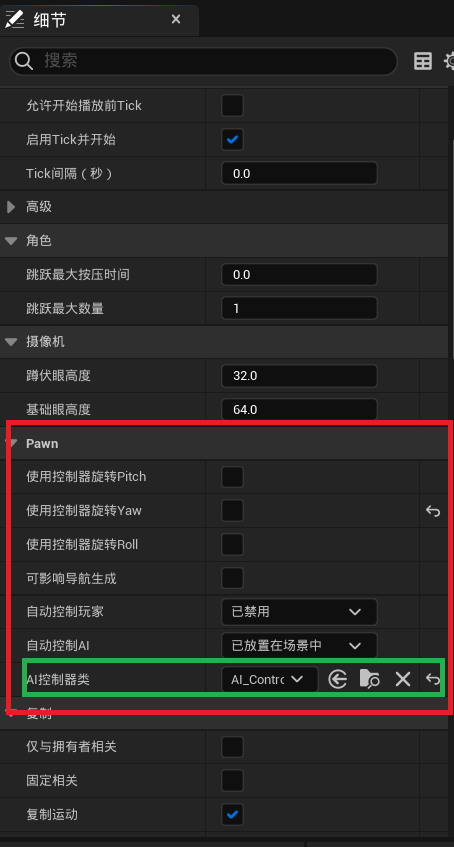 细节
搜索
允许开始播放前Tick
启用Tick并开始
Tick间隔（秒） 0.0
高级
角色
跳跃最大按压时间 0.0
跳跃最大数量 1
摄像机
蹲伏眼高度 32.0
基础眼高度 64.0
Pawn
使用控制器旋转Pitch
使用控制器旋转Yaw
使用控制器旋转Roll
可影响导航生成
自动控制玩家 已禁用
自动控制AI 已放置在场景中
AI控制器类 AI_Contro
复制
仅与拥有者相关
固定相关
复制运动